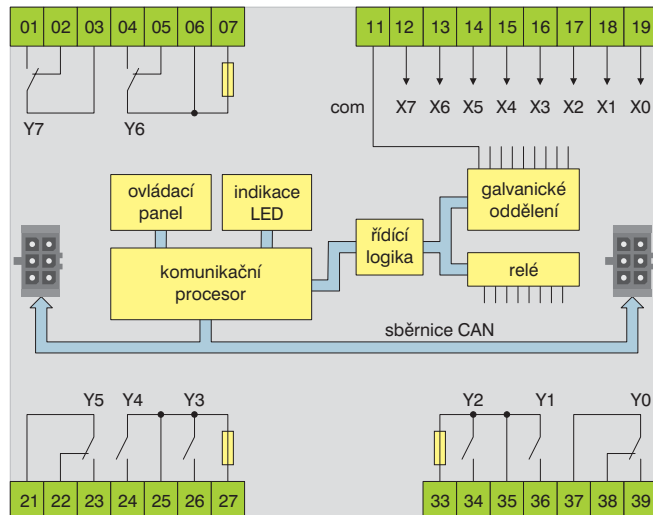 01 02 03 04 05 06 07
11 12 13 14 15 16 17 18 19
com X7 X6 X5 X4 X3 X2 X1 X0
Y7 Y6
ovládací
panel
indikace
LED
galvanické
oddělení
řídící
logika
komunikační
procesor
relé
sběrnice CAN
Y5 Y4 Y3
Y2 Y1 Y0
21 22 23 24 25 26 27
33 34 35 36 37 38 39